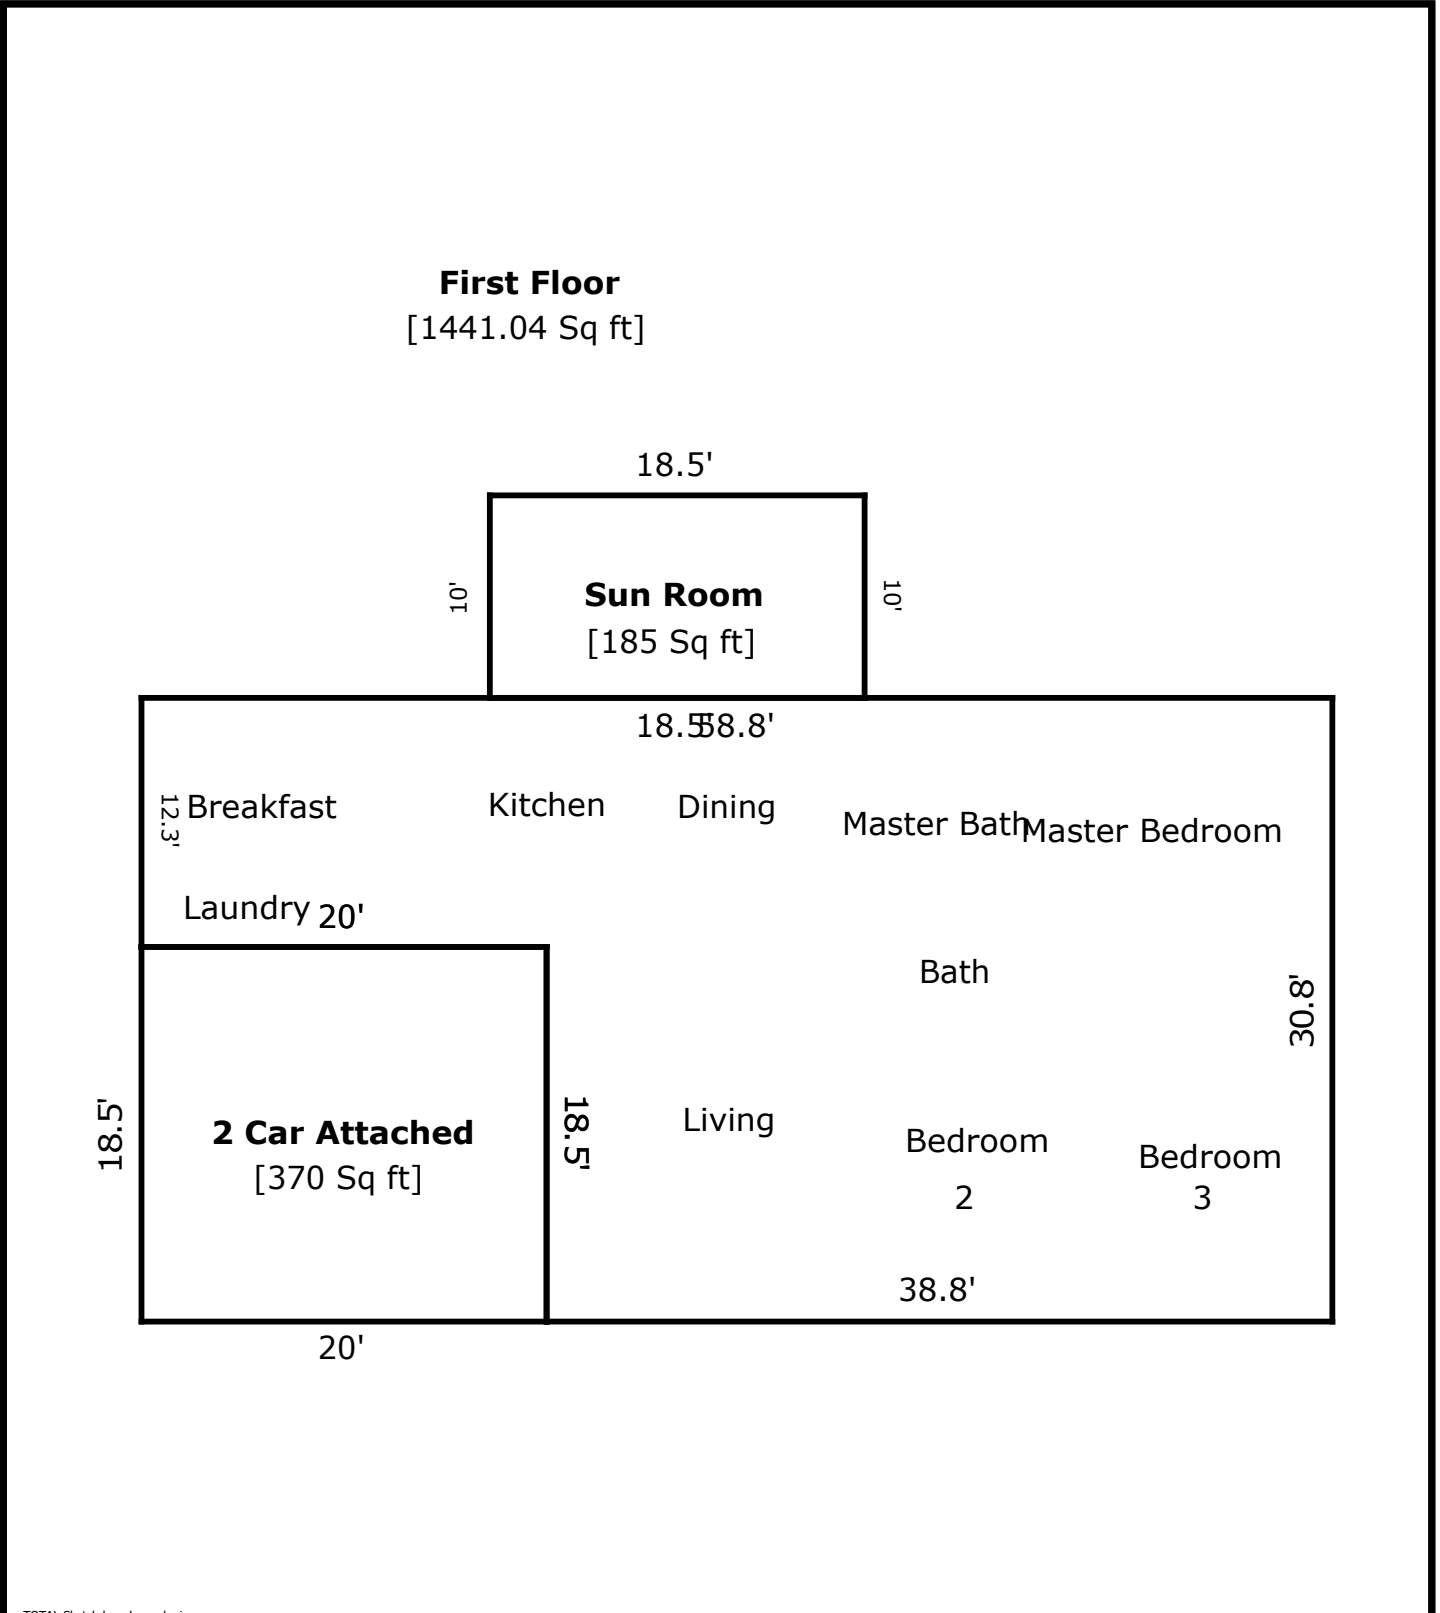 First Floor
[1441.04 Sq ft]
18.5'
10'
Sun Room
10'
[185 Sq ft]
18.5'
58.8'
12.3'
Breakfast
Kitchen
Dining
Master Bath
Master Bedroom
Laundry
20'
Bath
30.8'
18.5'
2 Car Attached
[370 Sq ft]
18.5'
Living
Bedroom
2
Bedroom
3
38.8'
20'